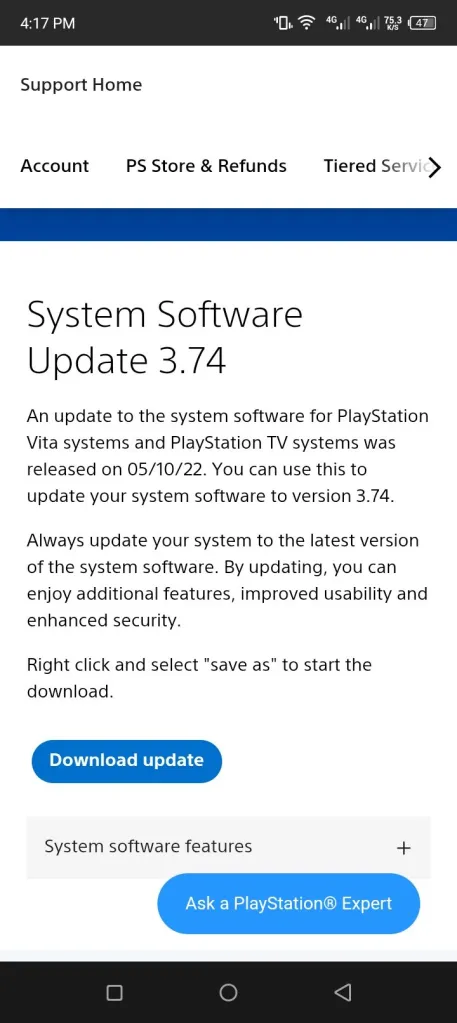 4:17 PM
4G
4G
75.3
K/S
47
Support Home
Account
PS Store & Refunds
Tiered Servic
System Software
Update 3.74
An update to the system software for PlayStation
Vita systems and PlayStation TV systems was
released on 05/10/22. You can use this to
update your system software to version 3.74.
Always update your system to the latest version
of the system software. By updating, you can
enjoy additional features, improved usability and
enhanced security.
Right click and select "save as" to start the
download.
Download update
System software features
+
Ask a PlayStation® Expert